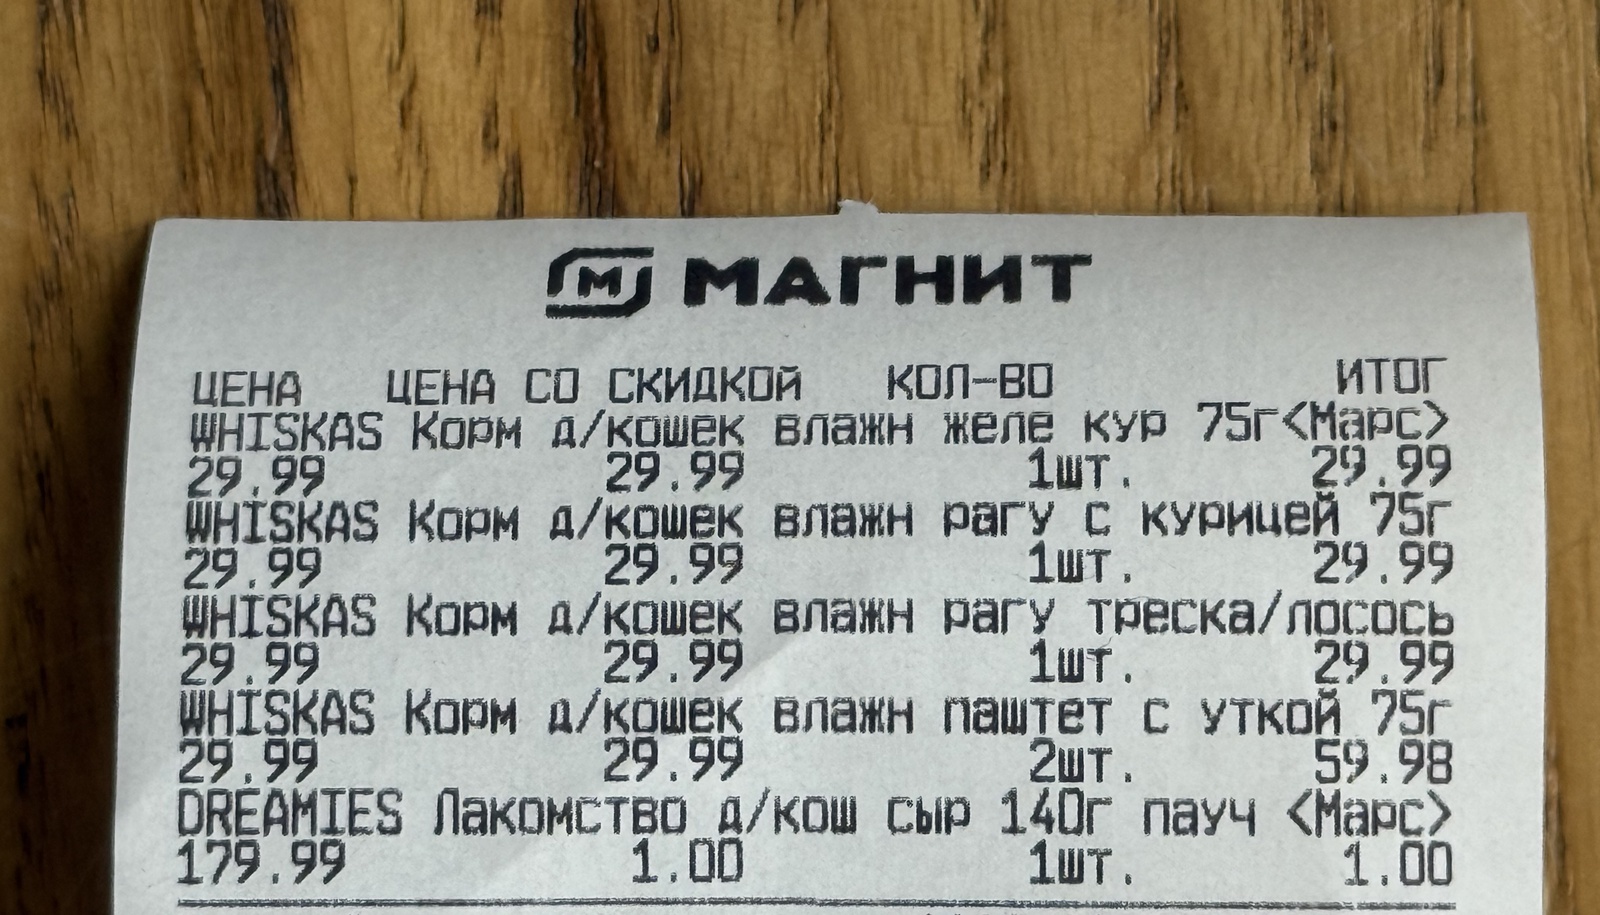 МАГНИТ
ЦЕНА ЦЕНА СО СКИДКОЙ КОЛ-ВО ИТОГ
WHISKAS Корм д/кошек влажн желе кур 75г<Марс>
29.99 29.99 1шт. 29.99
WHISKAS Корм д/кошек влажн рагу с курицей 75г
29.99 29.99 1шт. 29.99
WHISKAS Корм д/кошек влажн рагу треска/лосось
29.99 29.99 1шт. 29.99
WHISKAS Корм д/кошек влажн паштет с уткой 75г
29.99 29.99 2шт. 59.98
DREAMIES Лакомство д/кош сыр 140г пауч <Марс>
179.99 1.00 1шт. 1.00